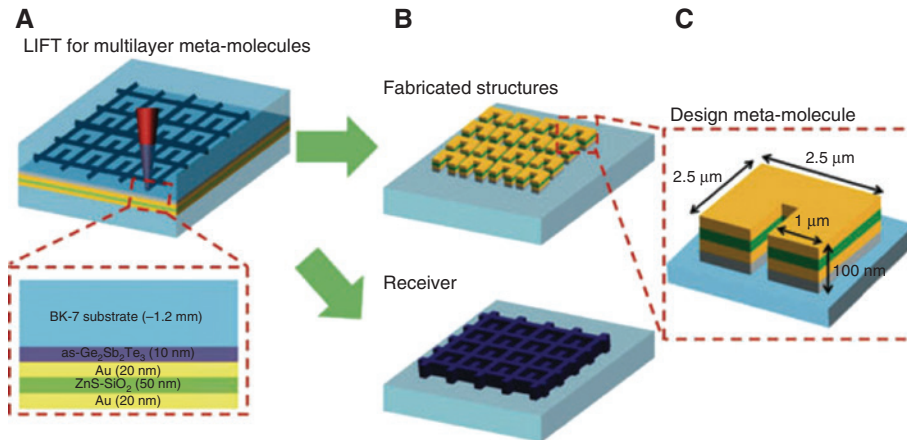 A
LIFT for multilayer meta-molecules
BK-7 substrate (~1.2 mm)
as-Ge₂Sb₂Te₃ (10 nm)
Au (20 nm)
ZnS-SiO₂ (50 nm)
Au (20 nm)
B
Fabricated structures
Receiver
C
Design meta-molecule
2.5 μm
2.5 μm
1 μm
100 nm